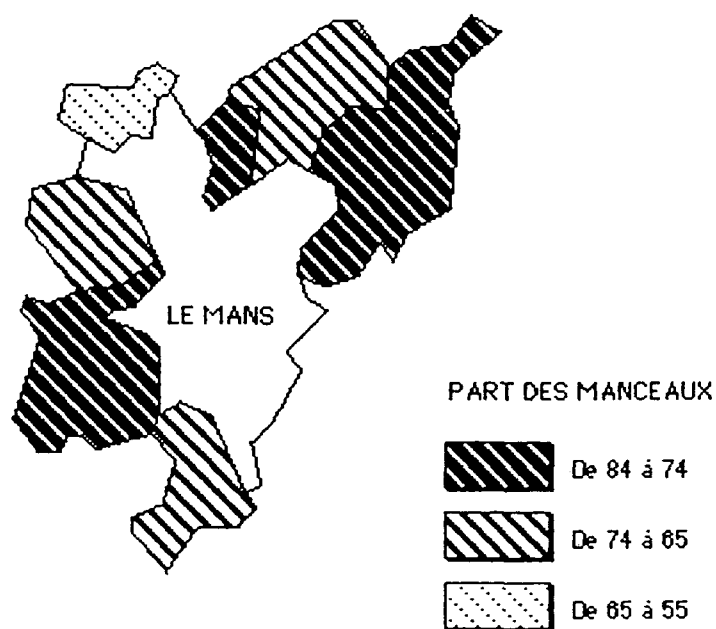 LE MANS
PART DES MANCEAUX
De 84 à 74
De 74 à 65
De 65 à 55